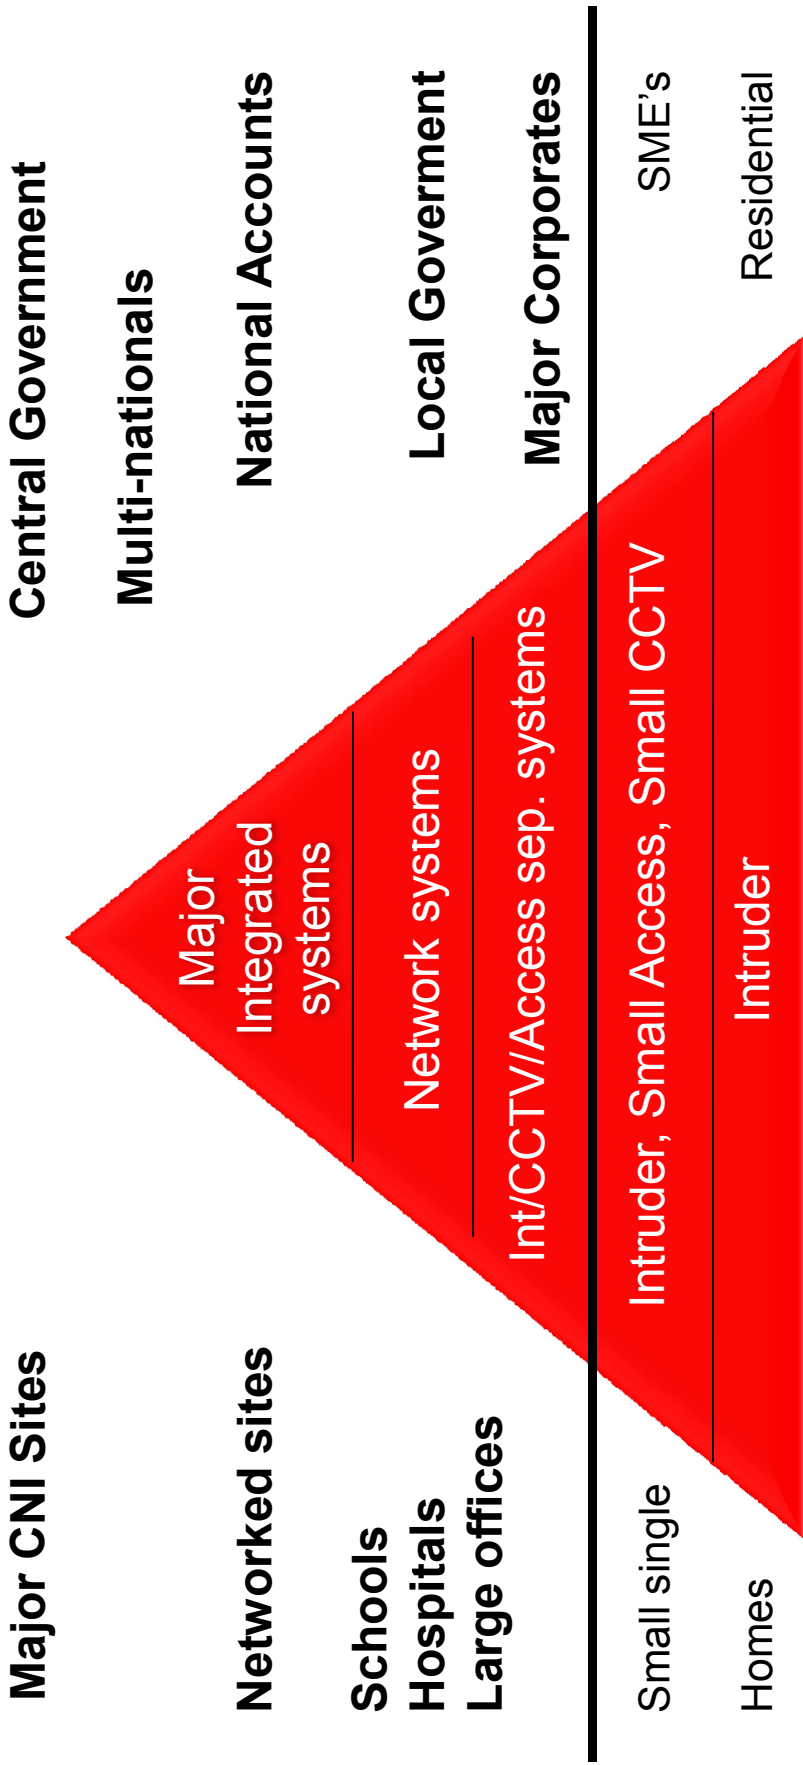 Major CNI Sites
Networked sites
Schools
Hospitals
Large offices
Small single
Homes
Major
Integrated
systems
Network systems
Int/CCTV/Access sep. systems
Intruder, Small Access, Small CCTV
Intruder
Central Government
Multi-nationals
National Accounts
Local Goverment
Major Corporates
SME’s
Residential